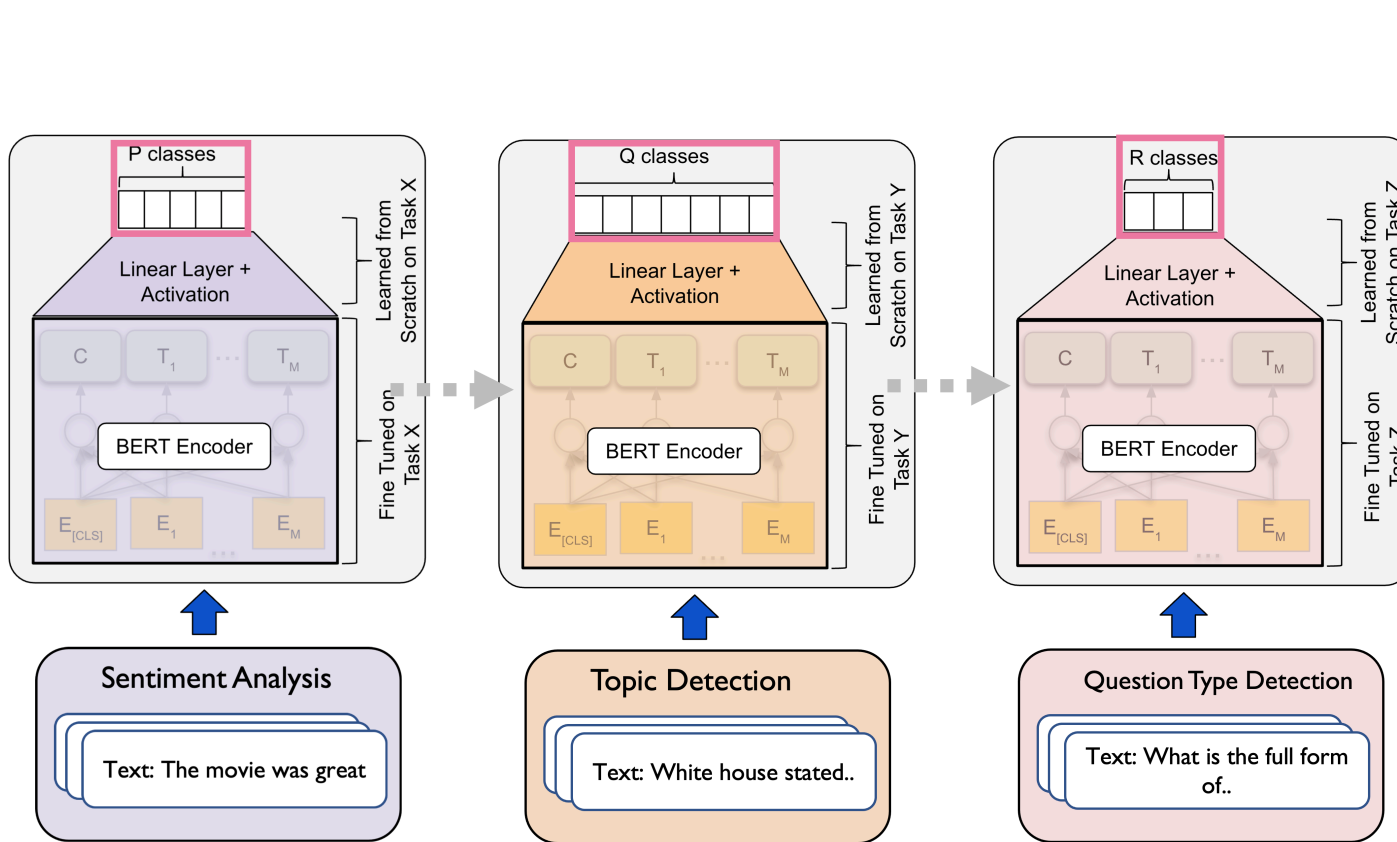 P classes
Linear Layer +
Activation
C
T1
...
TM
BERT Encoder
E[CLS]
E1
...
EM
Learned from
Scratch on Task X
Fine Tuned on
Task X
Sentiment Analysis
Text: The movie was great
Q classes
Linear Layer +
Activation
C
T1
...
TM
BERT Encoder
E[CLS]
E1
...
EM
Learned from
Scratch on Task Y
Fine Tuned on
Task Y
Topic Detection
Text: White house stated..
R classes
Linear Layer +
Activation
C
T1
...
TM
BERT Encoder
E[CLS]
E1
...
EM
Learned from
Scratch on Task Z
Fine Tuned on
Task Z
Question Type Detection
Text: What is the full form
of..